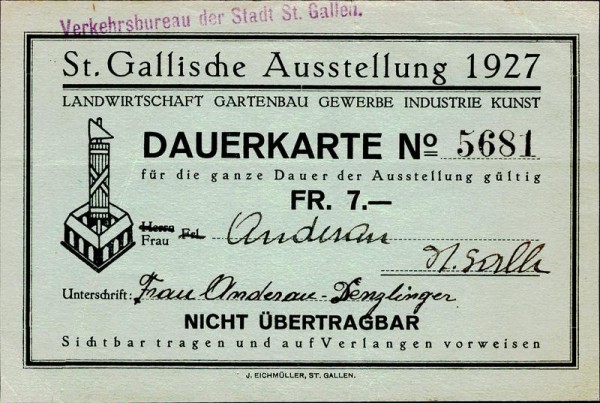 Verkehrsbureau der Stadt St. Gallen.
St. Gallische Ausstellung 1927
LANDWIRTSCHAFT GARTENBAU GEWERBE INDUSTRIE KUNST
DAUERKARTE Nº 5681
für die ganze Dauer der Ausstellung gültig
FR. 7.—
Herrn
Frau Frl. Anderau
St. Galle
Unterschrift: Frau Anderau-Denzlinger
NICHT ÜBERTRAGBAR
Sichtbar tragen und auf Verlangen vorweisen
J. EICHMÜLLER, ST. GALLEN.